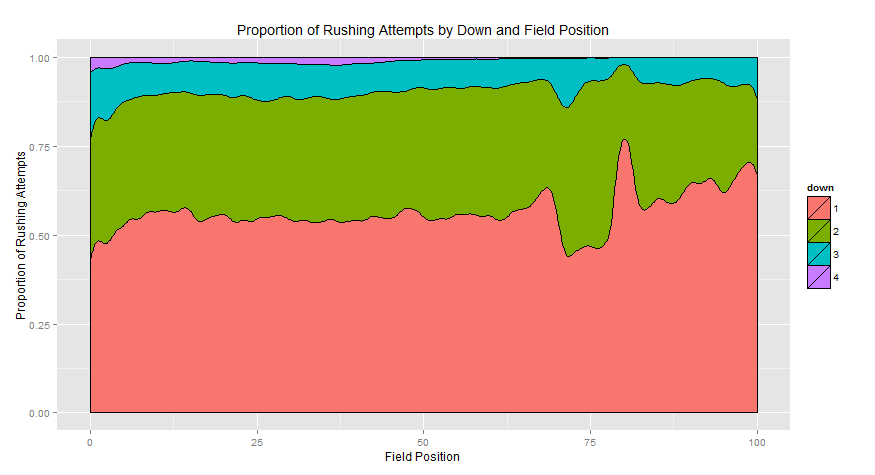 Proportion of Rushing Attempts by Down and Field Position
Proportion of Rushing Attempts
1.00
0.75
0.50
0.25
0.00
0 25 50 75 100
Field Position
down
1
2
3
4